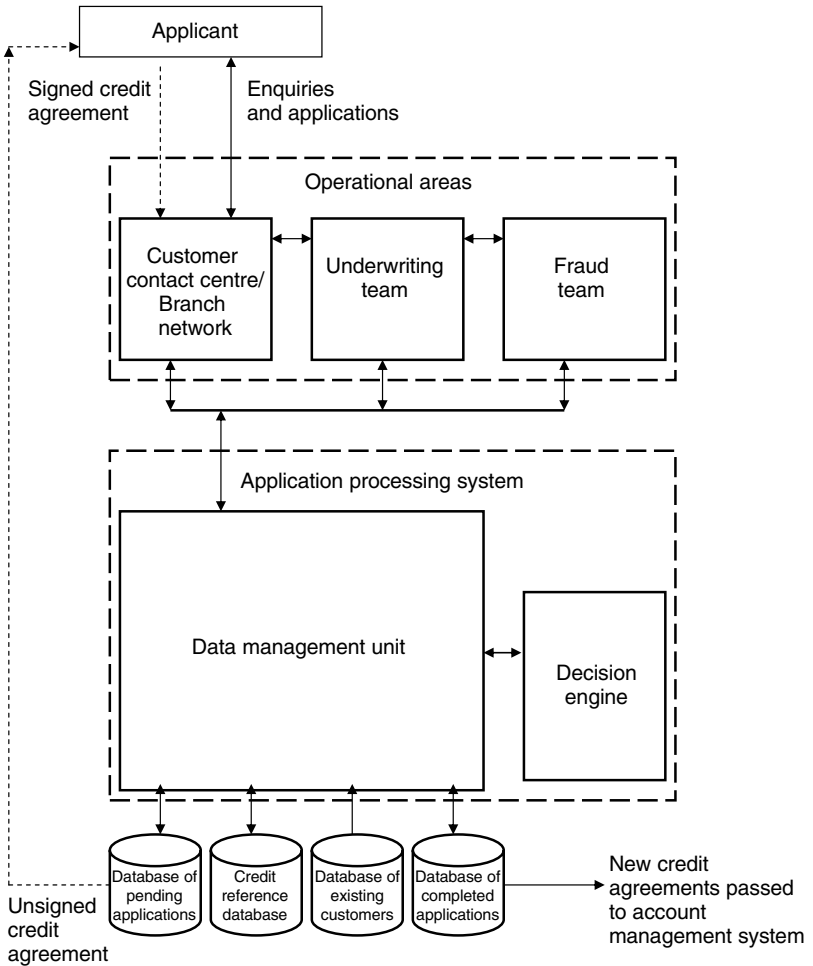 Applicant
Signed credit
agreement
Enquiries
and applications
Operational areas
Customer
contact centre/
Branch
network
Underwriting
team
Fraud
team
Application processing system
Data management unit
Decision
engine
Database of
pending
applications
Credit
reference
database
Database of
existing
customers
Database of
completed
applications
Unsigned
credit
agreement
New credit
agreements passed
to account
management system